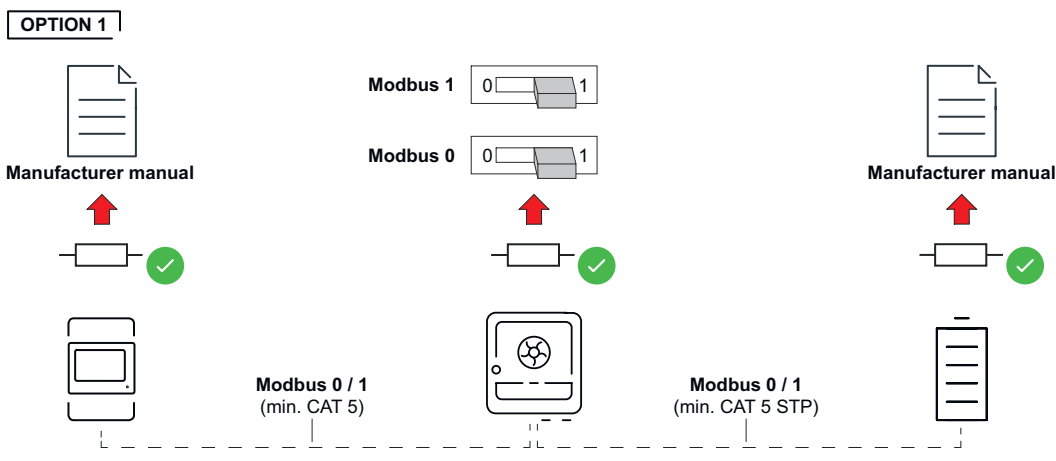 OPTION 1
Modbus 1
0
1
Modbus 0
0
1
Manufacturer manual
Manufacturer manual
Modbus 0 / 1
(min. CAT 5)
Modbus 0 / 1
(min. CAT 5 STP)